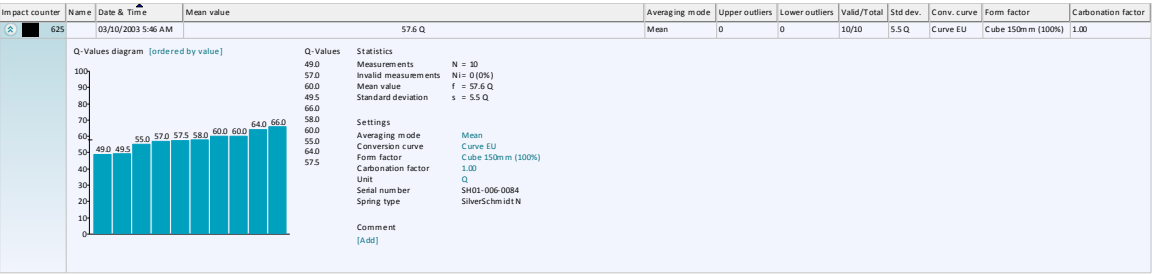 Impact counter Name Date & Time Mean value Averaging mode Upper outliers Lower outliers Valid/Total Std dev. Conv. curve Form factor Carbonation factor
625 03/10/2003 5:46 AM 57.6 Q Mean 0 0 10/10 5.5 Q Curve EU Cube 150mm (100%) 1.00
Q-Values diagram [ordered by value]
100
90
80
70
60
50
40
30
20
10
0
49.0 49.5 55.0 57.0 57.5 58.0 60.0 60.0 64.0 66.0
Q-Values
49.0
57.0
60.0
49.5
66.0
58.0
60.0
55.0
64.0
57.5
Statistics
Measurements N = 10
Invalid measurements Ni= 0 (0%)
Mean value f = 57.6 Q
Standard deviation s = 5.5 Q
Settings
Averaging mode Mean
Conversion curve Curve EU
Form factor Cube 150mm (100%)
Carbonation factor 1.00
Unit Q
Serial number SH01-006-0084
Spring type SilverSchmidt N
Comment
[Add]